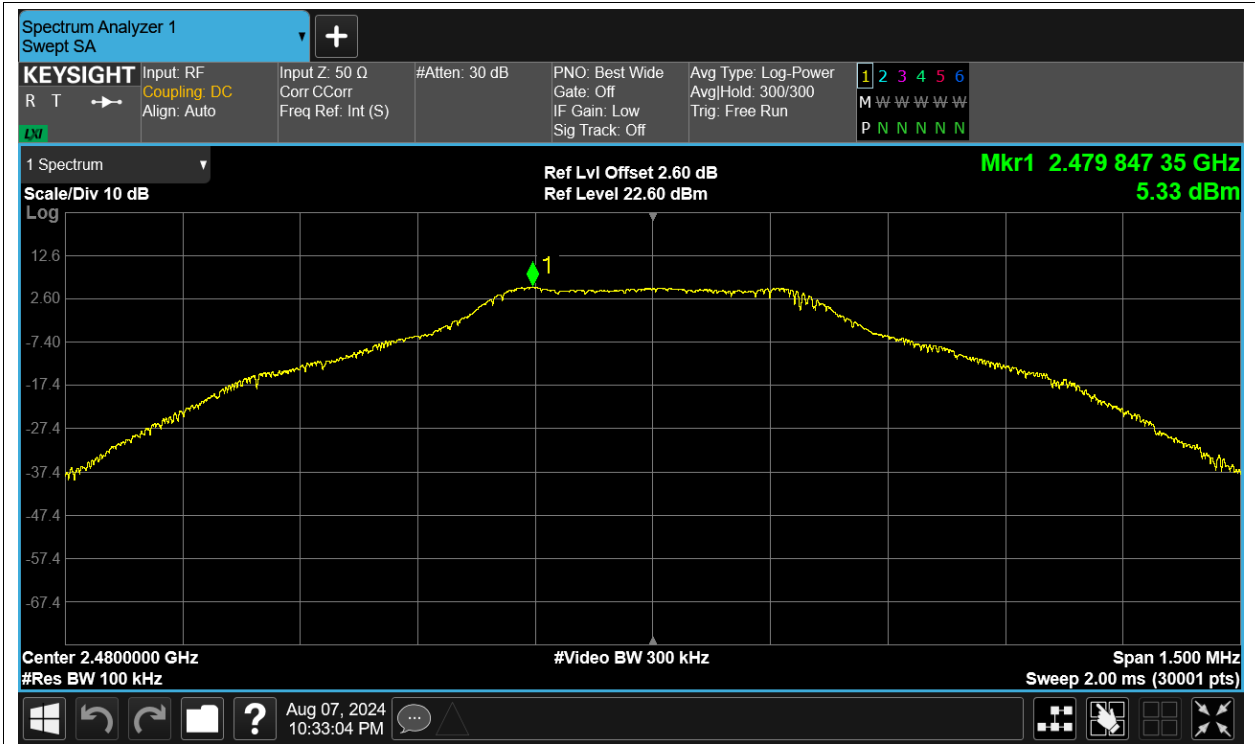 Spectrum Analyzer 1
Swept SA
KEYSIGHT
R T
LXI
Input: RF
Coupling: DC
Align: Auto
Input Z: 50 Ω
Corr CCorr
Freq Ref: Int (S)
#Atten: 30 dB
PNO: Best Wide
Gate: Off
IF Gain: Low
Sig Track: Off
Avg Type: Log-Power
Avg|Hold: 300/300
Trig: Free Run
1 2 3 4 5 6
M W W W W W
P N N N N N
1 Spectrum
Scale/Div 10 dB
Log
Ref Lvl Offset 2.60 dB
Ref Level 22.60 dBm
Mkr1 2.479 847 35 GHz
5.33 dBm
1
12.6
2.60
-7.40
-17.4
-27.4
-37.4
-47.4
-57.4
-67.4
Center 2.4800000 GHz
#Res BW 100 kHz
#Video BW 300 kHz
Span 1.500 MHz
Sweep 2.00 ms (30001 pts)
?
Aug 07, 2024
10:33:04 PM